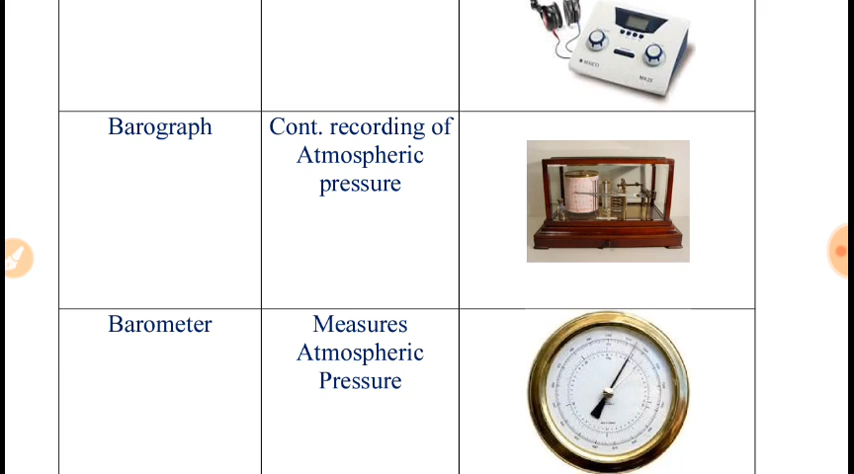 Barograph
Cont. recording of
Atmospheric
pressure
Barometer
Measures
Atmospheric
Pressure